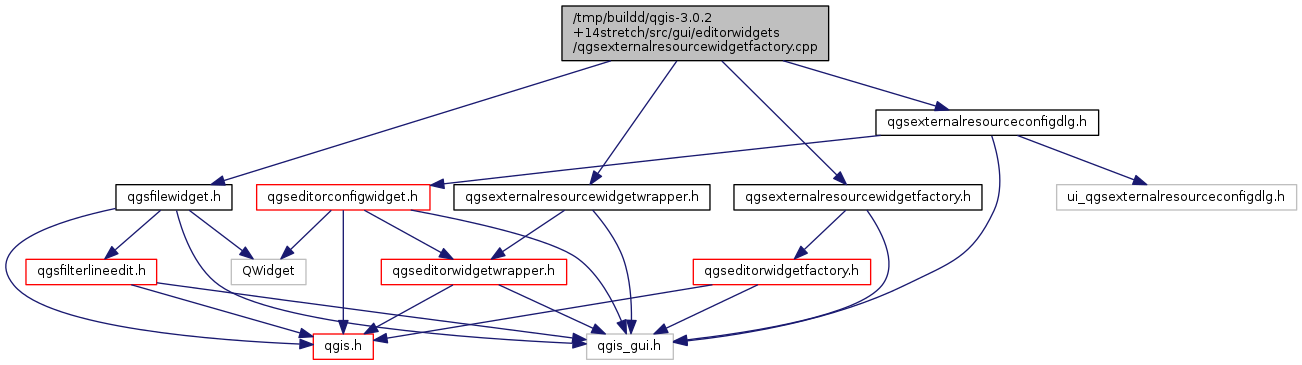 /tmp/buildd/qgis-3.0.2
+14stretch/src/gui/editorwidgets
/qgsexternalresourcewidgetfactory.cpp
qgsexternalresourceconfigdlg.h
qgsfilewidget.h
qgseditorconfigwidget.h
qgsexternalresourcewidgetwrapper.h
qgsexternalresourcewidgetfactory.h
ui_qgsexternalresourceconfigdlg.h
qgsfilterlineedit.h
QWidget
qgseditorwidgetwrapper.h
qgseditorwidgetfactory.h
qgis.h
qgis_gui.h